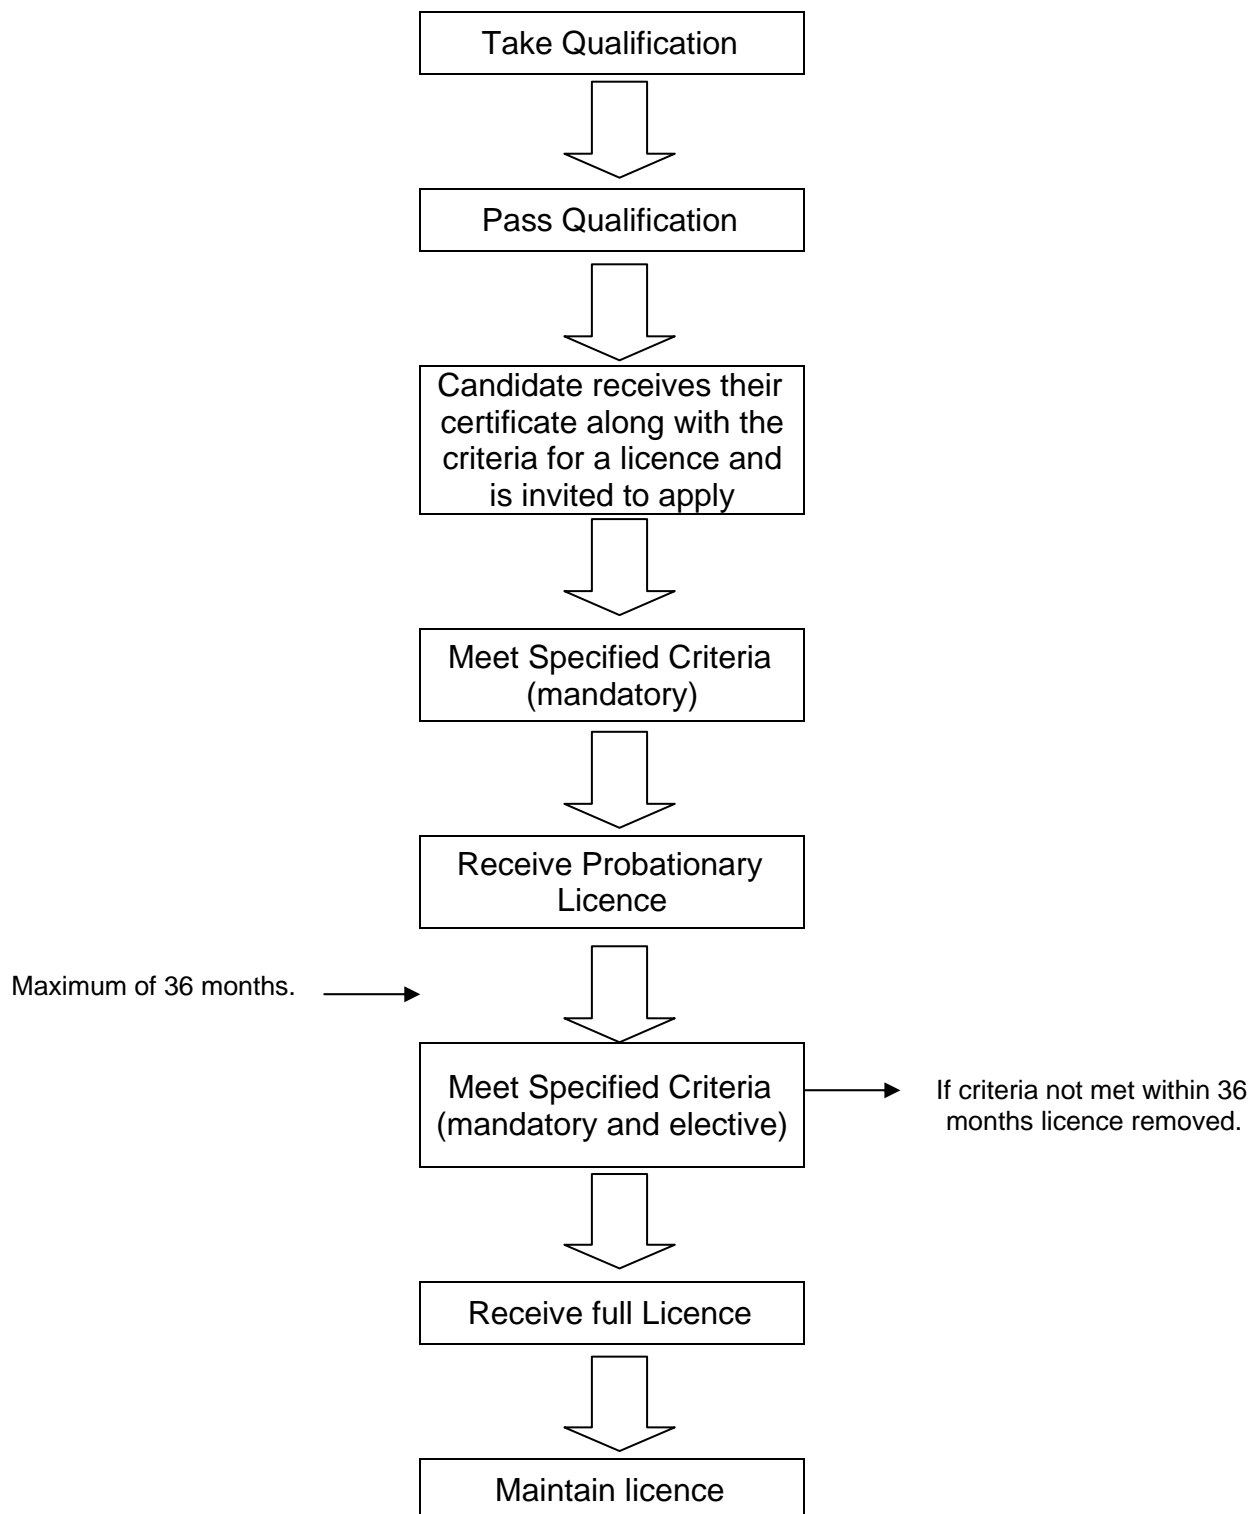 Take Qualification
Pass Qualification
Candidate receives their
certificate along with the
criteria for a licence and
is invited to apply
Meet Specified Criteria
(mandatory)
Receive Probationary
Licence
Maximum of 36 months.
Meet Specified Criteria
(mandatory and elective)
If criteria not met within 36
months licence removed.
Receive full Licence
Maintain licence